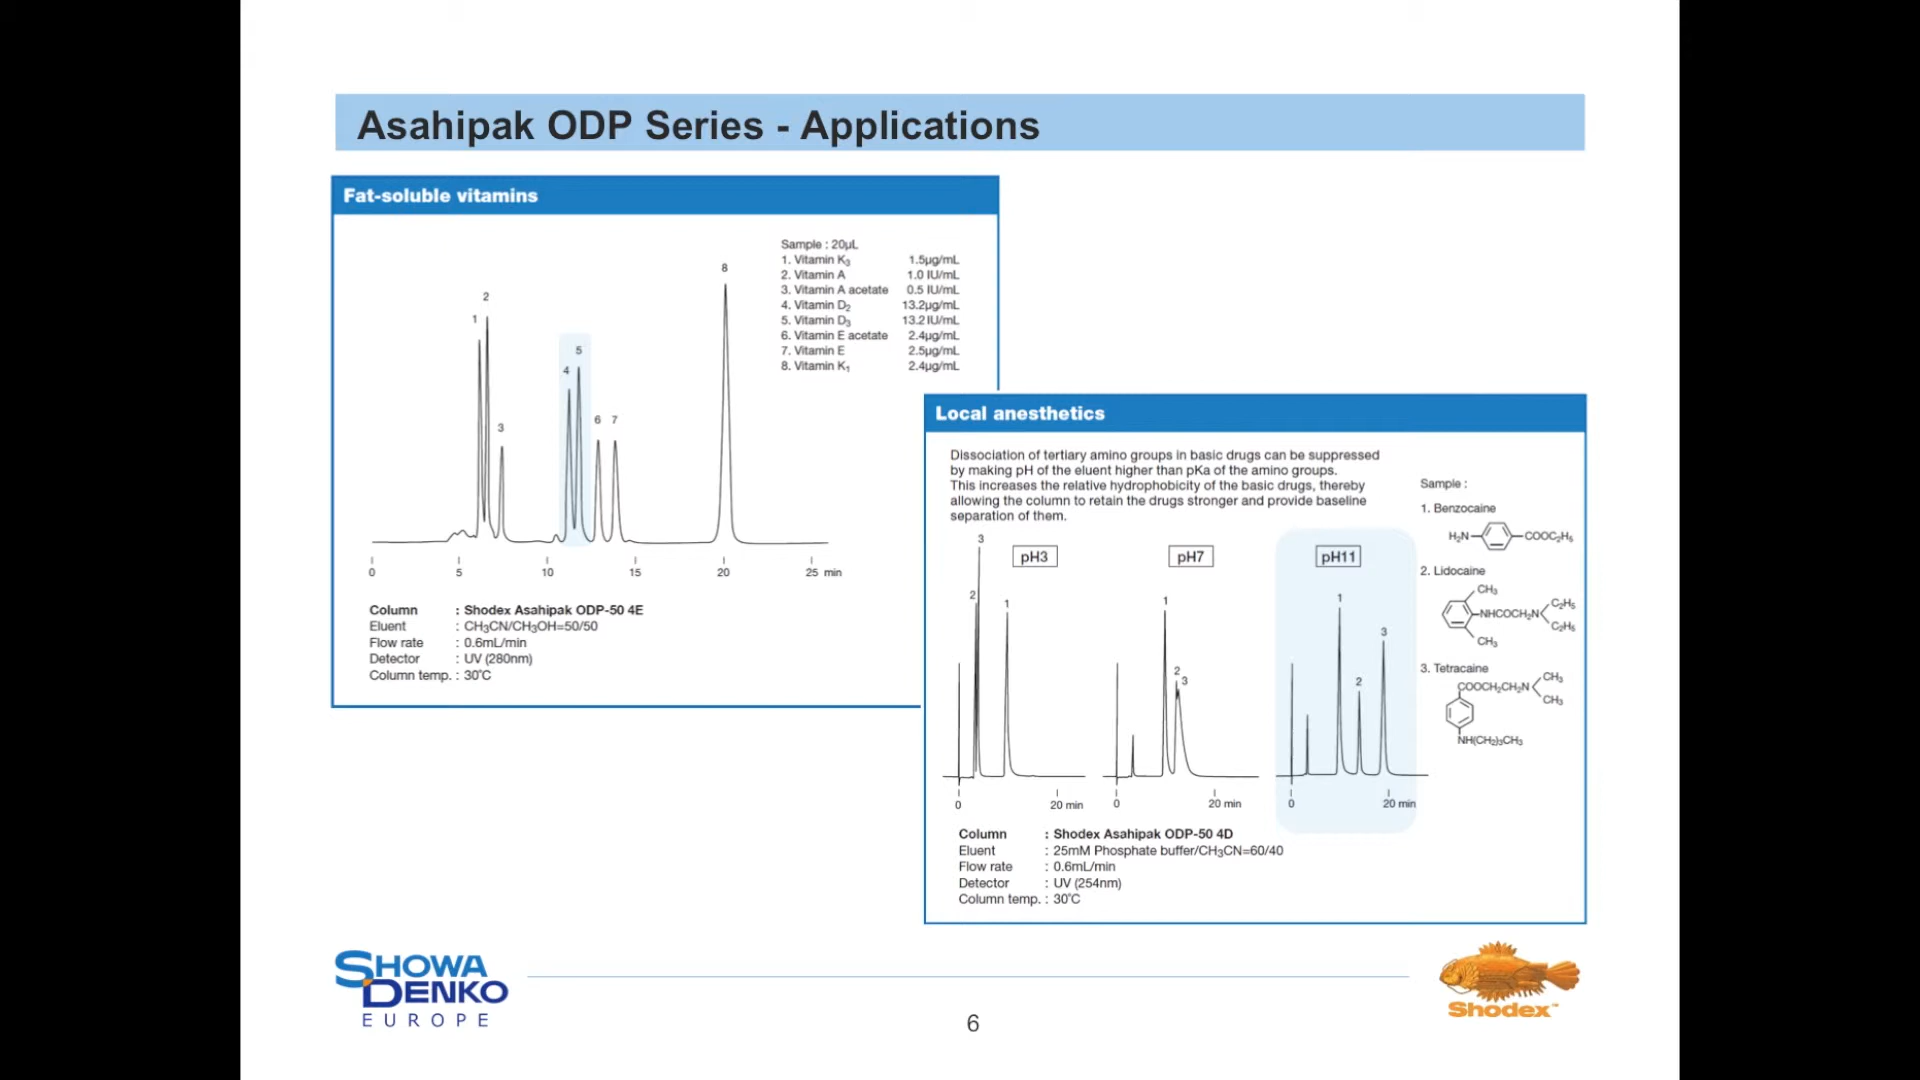 Asahipak ODP Series - Applications
Fat-soluble vitamins
Sample : 20µL
1. Vitamin K₃ 1.5µg/mL
2. Vitamin A 1.0 IU/mL
3. Vitamin A acetate 0.5 IU/mL
4. Vitamin D₂ 13.2µg/mL
5. Vitamin D₃ 13.2IU/mL
6. Vitamin E acetate 2.4µg/mL
7. Vitamin E 2.5µg/mL
8. Vitamin K₁ 2.4µg/mL
1 2 3 4 5 6 7 8
0 5 10 15 20 25 min
Column : Shodex Asahipak ODP-50 4E
Eluent : CH₃CN/CH₃OH=50/50
Flow rate : 0.6mL/min
Detector : UV (280nm)
Column temp. : 30°C
Local anesthetics
Dissociation of tertiary amino groups in basic drugs can be suppressed
by making pH of the eluent higher than pKa of the amino groups.
This increases the relative hydrophobicity of the basic drugs, thereby
allowing the column to retain the drugs stronger and provide baseline
separation of them.
pH3
2 3 1
0 20 min
pH7
1 2 3
0 20 min
pH11
1 2 3
0 20 min
Sample :
1. Benzocaine
H₂N COOC₂H₅
2. Lidocaine
CH₃
NHCOCH₂N C₂H₅
C₂H₅
CH₃
3. Tetracaine
COOCH₂CH₂N CH₃
CH₃
NH(CH₂)₃CH₃
Column : Shodex Asahipak ODP-50 4D
Eluent : 25mM Phosphate buffer/CH₃CN=60/40
Flow rate : 0.6mL/min
Detector : UV (254nm)
Column temp. : 30°C
SHOWA
DENKO
EUROPE
6
Shodex™